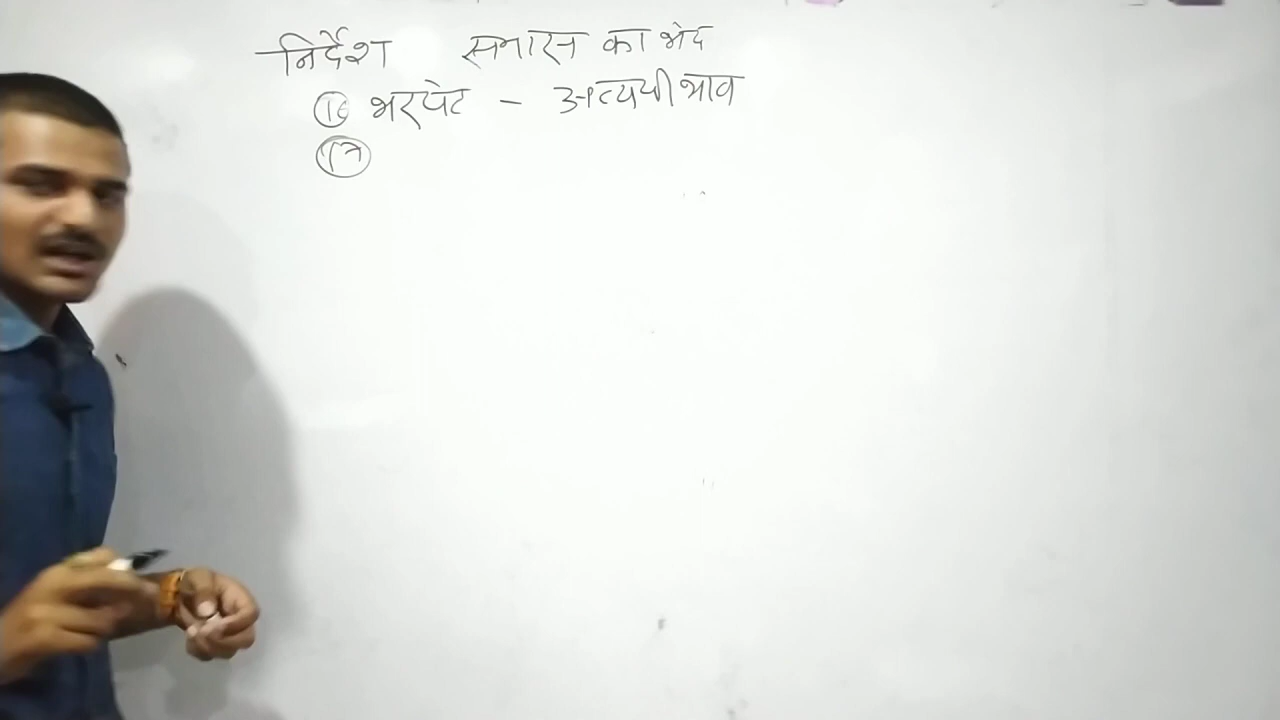 निर्देश समास का भेद
16 भरपेट - अव्ययीभाव
17